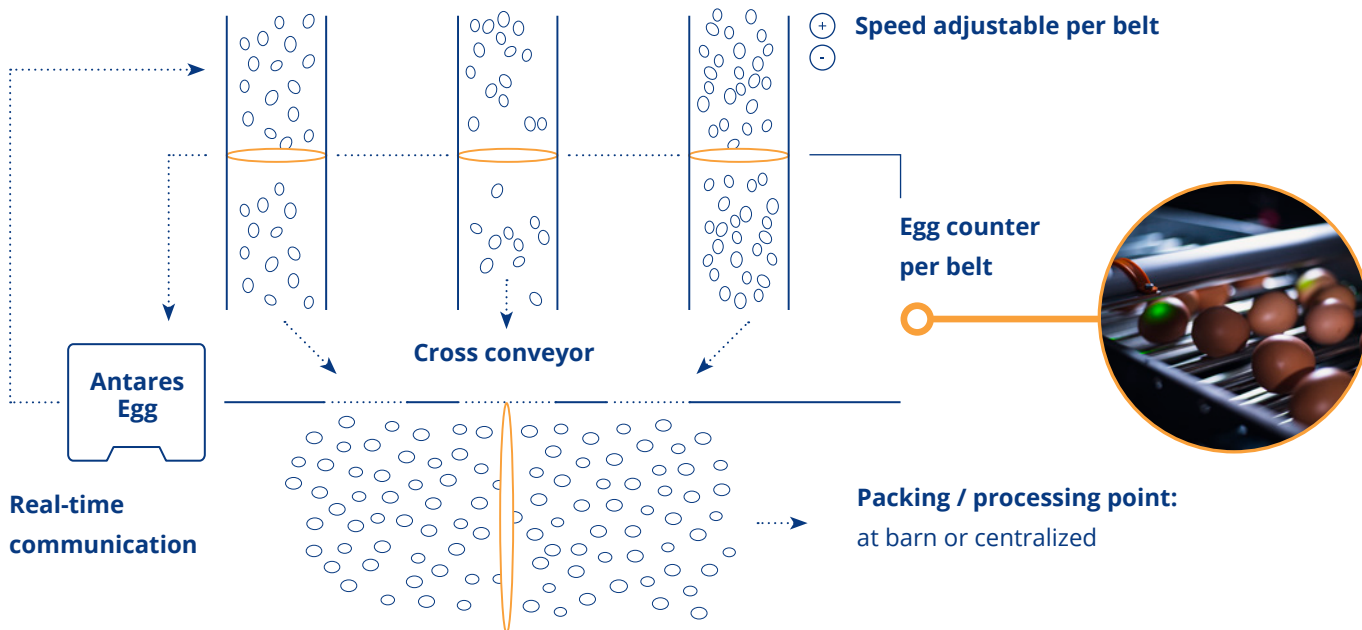 +
Speed adjustable per belt
-
Egg counter
per belt
Cross conveyor
Antares
Egg
Real-time
communication
Packing / processing point:
at barn or centralized